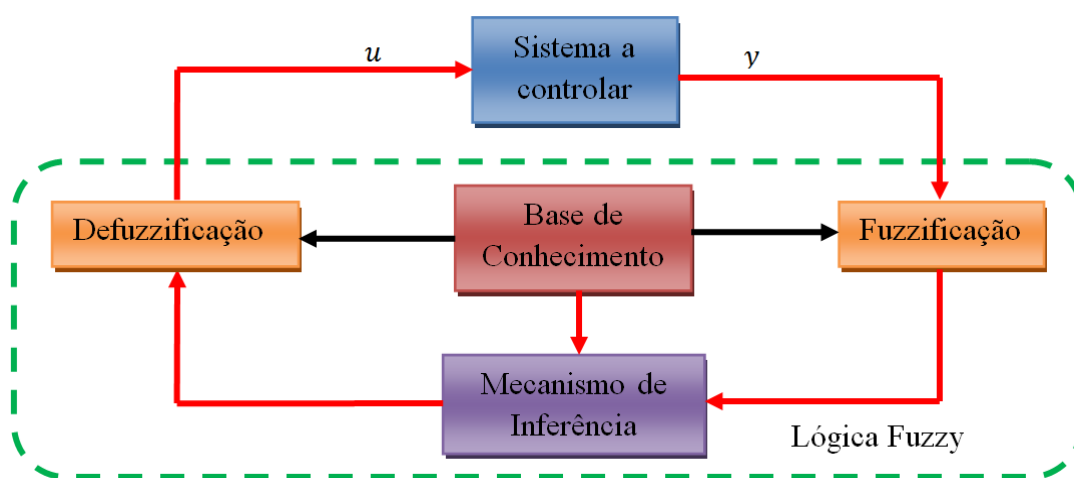 Sistema a
controlar
u
y
Defuzzificação
Base de
Conhecimento
Fuzzificação
Mecanismo de
Inferência
Lógica Fuzzy